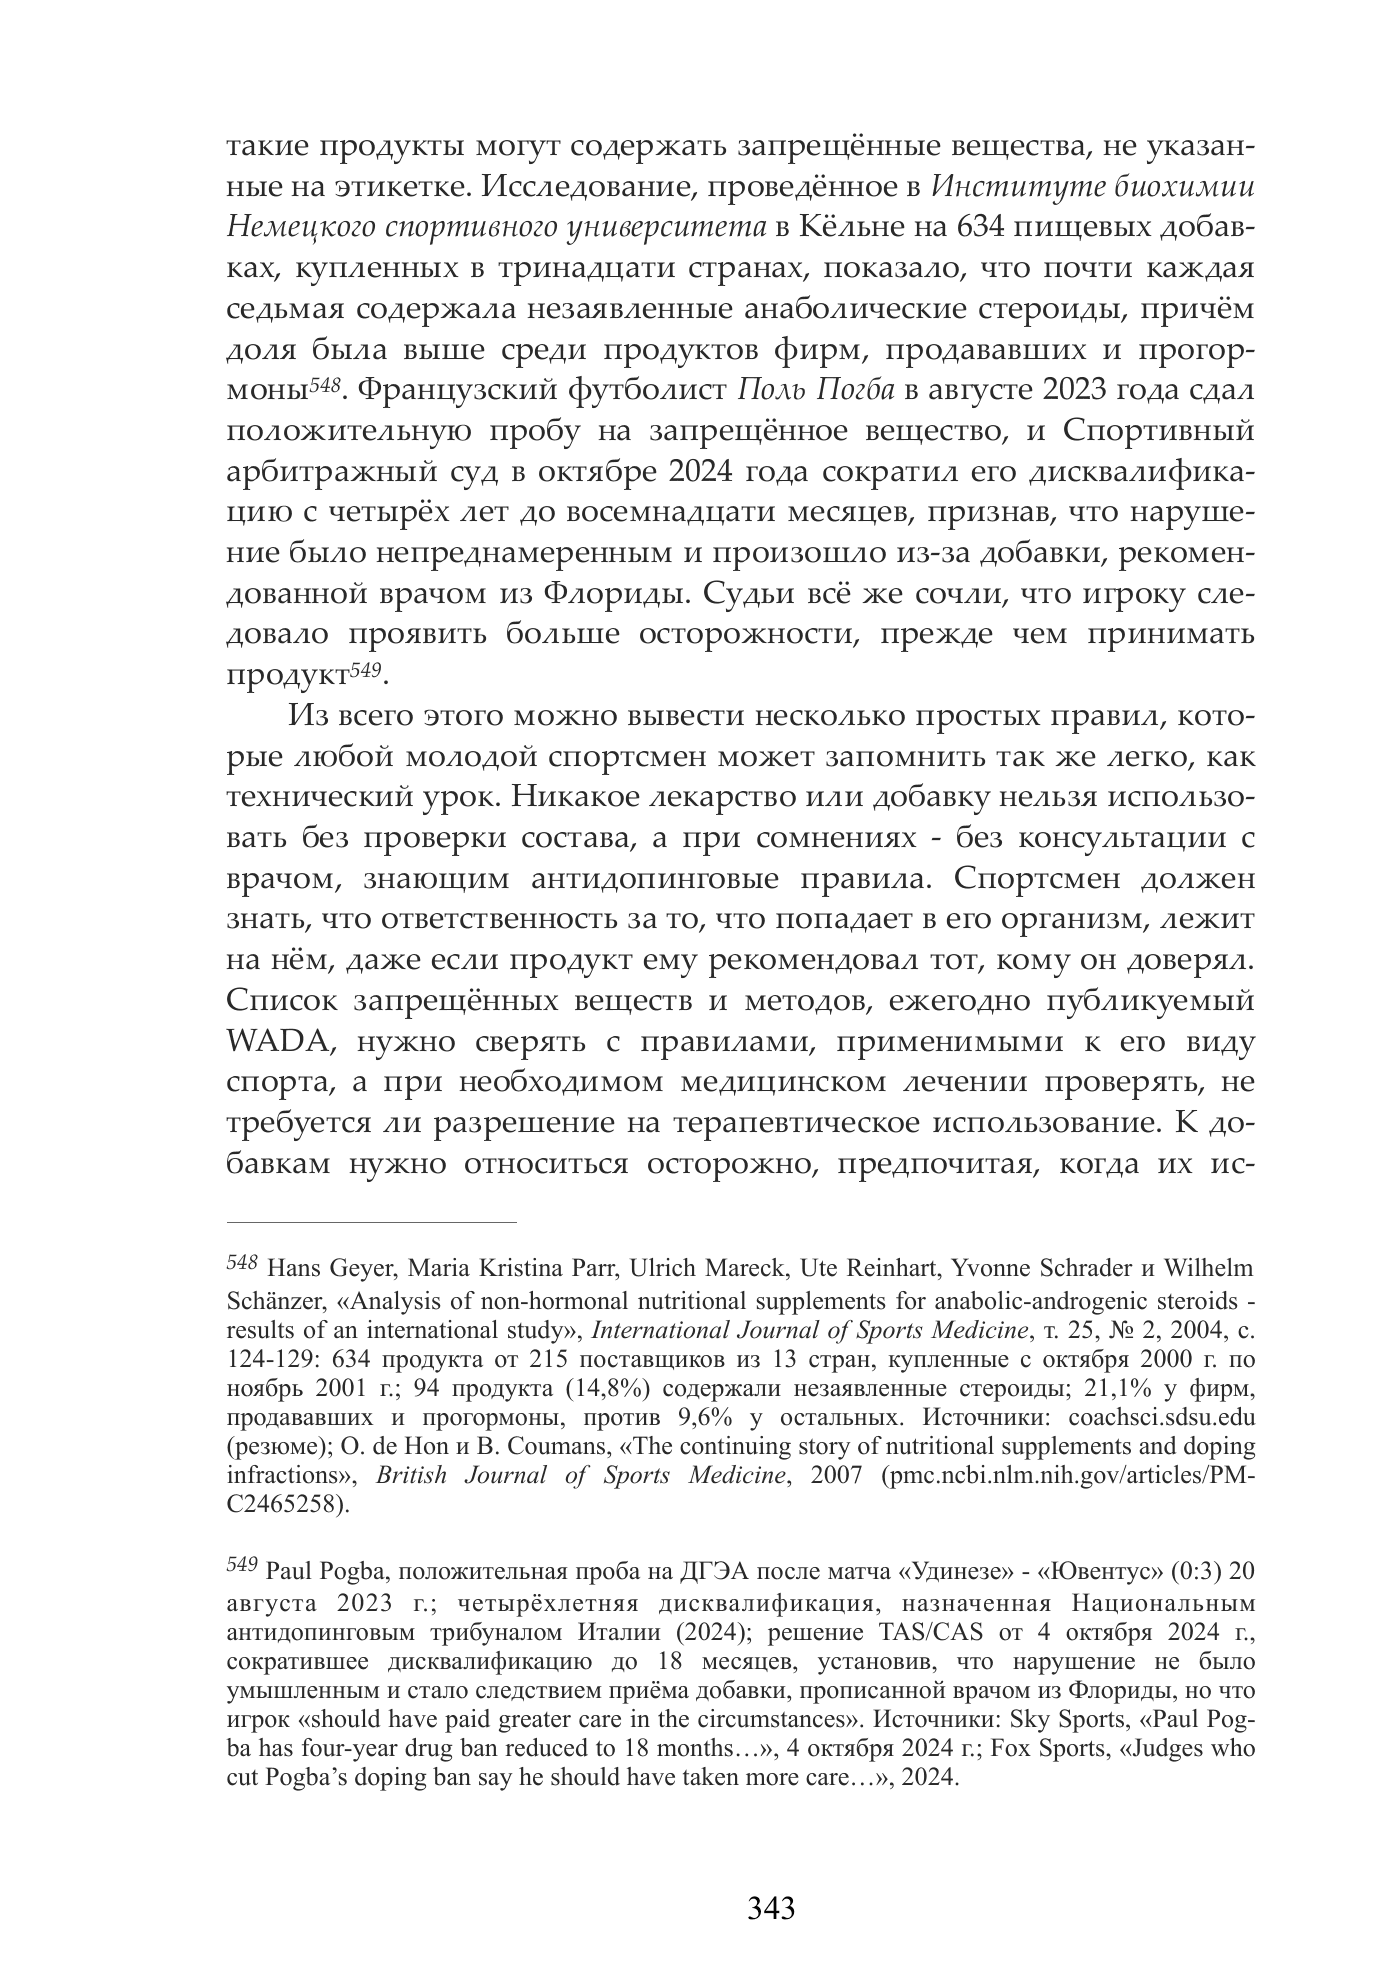 такие продукты могут содержать запрещённые вещества, не указан-
ные на этикетке. Исследование, проведённое в Институте биохимии
Немецкого спортивного университета в Кёльне на 634 пищевых добав-
ках, купленных в тринадцати странах, показало, что почти каждая
седьмая содержала незаявленные анаболические стероиды, причём
доля была выше среди продуктов фирм, продававших и прогор-
моны548. Французский футболист Поль Погба в августе 2023 года сдал
положительную пробу на запрещённое вещество, и Спортивный
арбитражный суд в октябре 2024 года сократил его дисквалифика-
цию с четырёх лет до восемнадцати месяцев, признав, что наруше-
ние было непреднамеренным и произошло из-за добавки, рекомен-
дованной врачом из Флориды. Судьи всё же сочли, что игроку сле-
довало проявить больше осторожности, прежде чем принимать
продукт549.
Из всего этого можно вывести несколько простых правил, кото-
рые любой молодой спортсмен может запомнить так же легко, как
технический урок. Никакое лекарство или добавку нельзя использо-
вать без проверки состава, а при сомнениях - без консультации с
врачом, знающим антидопинговые правила. Спортсмен должен
знать, что ответственность за то, что попадает в его организм, лежит
на нём, даже если продукт ему рекомендовал тот, кому он доверял.
Список запрещённых веществ и методов, ежегодно публикуемый
WADA, нужно сверять с правилами, применимыми к его виду
спорта, а при необходимом медицинском лечении проверять, не
требуется ли разрешение на терапевтическое использование. К до-
бавкам нужно относиться осторожно, предпочитая, когда их ис-
548 Hans Geyer, Maria Kristina Parr, Ulrich Mareck, Ute Reinhart, Yvonne Schrader и Wilhelm
Schänzer, «Analysis of non-hormonal nutritional supplements for anabolic-androgenic steroids -
results of an international study», International Journal of Sports Medicine, т. 25, № 2, 2004, с.
124-129: 634 продукта от 215 поставщиков из 13 стран, купленные с октября 2000 г. по
ноябрь 2001 г.; 94 продукта (14,8%) содержали незаявленные стероиды; 21,1% у фирм,
продававших и прогормоны, против 9,6% у остальных. Источники: coachsci.sdsu.edu
(резюме); O. de Hon и B. Coumans, «The continuing story of nutritional supplements and doping
infractions», British Journal of Sports Medicine, 2007 (pmc.ncbi.nlm.nih.gov/articles/PM-
C2465258).
549 Paul Pogba, положительная проба на ДГЭА после матча «Удинезе» - «Ювентус» (0:3) 20
августа 2023 г.; четырёхлетняя дисквалификация, назначенная Национальным
антидопинговым трибуналом Италии (2024); решение TAS/CAS от 4 октября 2024 г.,
сократившее дисквалификацию до 18 месяцев, установив, что нарушение не было
умышленным и стало следствием приёма добавки, прописанной врачом из Флориды, но что
игрок «should have paid greater care in the circumstances». Источники: Sky Sports, «Paul Pog-
ba has four-year drug ban reduced to 18 months…», 4 октября 2024 г.; Fox Sports, «Judges who
cut Pogba’s doping ban say he should have taken more care…», 2024.
343